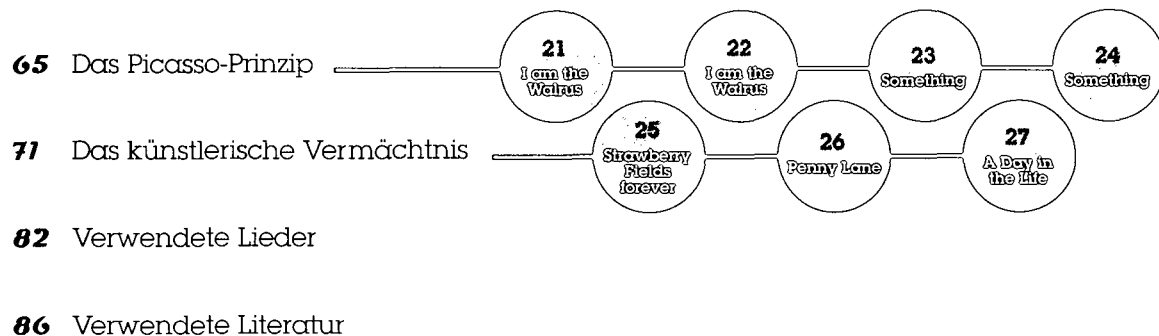 65 Das Picasso-Prinzip
21
I am the
Walrus
22
I am the
Walrus
23
Something
24
Something
71 Das künstlerische Vermächtnis
25
Strawberry
Fields
forever
26
Penny Lane
27
A Day in
the Life
82 Verwendete Lieder
86 Verwendete Literatur